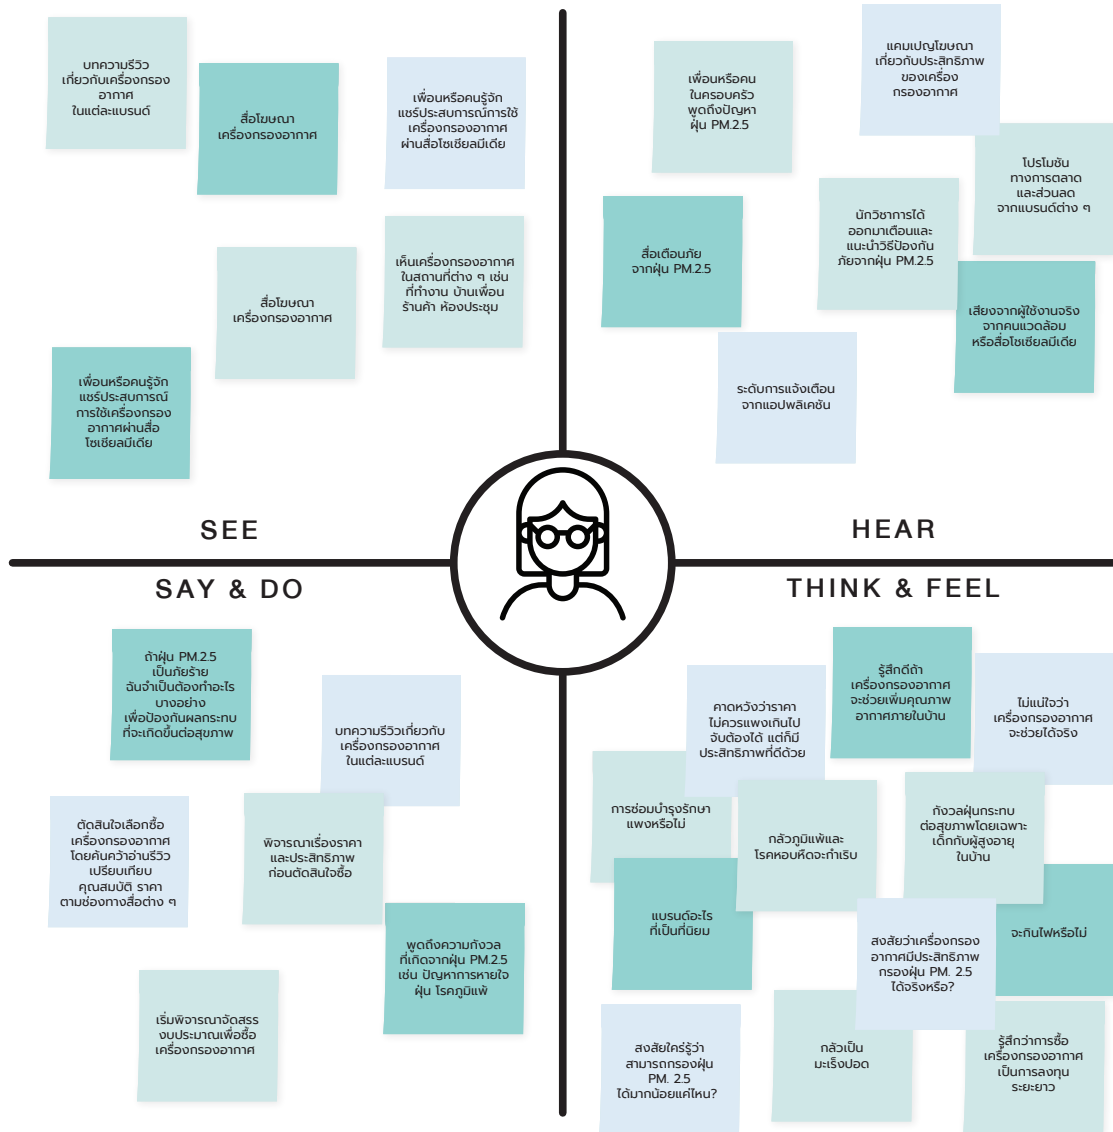 บทความรีวิว
เกี่ยวกับเครื่องกรอง
อากาศ
ในแต่ละแบรนด์
สื่อโฆษณา
เครื่องกรองอากาศ
เพื่อนหรือคนรู้จัก
แชร์ประสบการณ์การใช้
เครื่องกรองอากาศ
ผ่านสื่อโซเชียลมีเดีย
สื่อโฆษณา
เครื่องกรองอากาศ
เห็นเครื่องกรองอากาศ
ในสถานที่ต่าง ๆ เช่น
ที่ทำงาน บ้านเพื่อน
ร้านค้า ห้องประชุม
เพื่อนหรือคนรู้จัก
แชร์ประสบการณ์
การใช้เครื่องกรอง
อากาศผ่านสื่อ
โซเชียลมีเดีย
SEE
เพื่อนหรือคน
ในครอบครัว
พูดถึงปัญหา
ฝุ่น PM.2.5
แคมเปญโฆษณา
เกี่ยวกับประสิทธิภาพ
ของเครื่อง
กรองอากาศ
โปรโมชัน
ทางการตลาด
และส่วนลด
จากแบรนด์ต่าง ๆ
สื่อเตือนภัย
จากฝุ่น PM.2.5
นักวิชาการได้
ออกมาเตือนและ
แนะนำวิธีป้องกัน
ภัยจากฝุ่น PM.2.5
เสียงจากผู้ใช้งานจริง
จากคนแวดล้อม
หรือสื่อโซเชียลมีเดีย
ระดับการแจ้งเตือน
จากแอปพลิเคชัน
HEAR
SAY & DO
ถ้าฝุ่น PM.2.5
เป็นภัยร้าย
ฉันจำเป็นต้องทำอะไร
บางอย่าง
เพื่อป้องกันผลกระทบ
ที่จะเกิดขึ้นต่อสุขภาพ
บทความรีวิวเกี่ยวกับ
เครื่องกรองอากาศ
ในแต่ละแบรนด์
ตัดสินใจเลือกซื้อ
เครื่องกรองอากาศ
โดยค้นคว้าอ่านรีวิว
เปรียบเทียบ
คุณสมบัติ ราคา
ตามช่องทางสื่อต่าง ๆ
พิจารณาเรื่องราคา
และประสิทธิภาพ
ก่อนตัดสินใจซื้อ
พูดถึงความกังวล
ที่เกิดจากฝุ่น PM.2.5
เช่น ปัญหาการหายใจ
ฝุ่น โรคภูมิแพ้
เริ่มพิจารณาจัดสรร
งบประมาณเพื่อซื้อ
เครื่องกรองอากาศ
THINK & FEEL
รู้สึกดีถ้า
เครื่องกรองอากาศ
จะช่วยเพิ่มคุณภาพ
อากาศภายในบ้าน
คาดหวังว่าราคา
ไม่ควรแพงเกินไป
จับต้องได้ แต่ก็มี
ประสิทธิภาพที่ดีด้วย
ไม่แน่ใจว่า
เครื่องกรองอากาศ
จะช่วยได้จริง
การซ่อมบำรุงรักษา
แพงหรือไม่
กลัวภูมิแพ้และ
โรคหอบหืดจะกำเริบ
กังวลฝุ่นกระทบ
ต่อสุขภาพโดยเฉพาะ
เด็กกับผู้สูงอายุ
ในบ้าน
แบรนด์อะไร
ที่เป็นที่นิยม
สงสัยว่าเครื่องกรอง
อากาศมีประสิทธิภาพ
กรองฝุ่น PM. 2.5
ได้จริงหรือ?
จะกินไฟหรือไม่
สงสัยใคร่รู้ว่า
สามารถกรองฝุ่น
PM. 2.5
ได้มากน้อยแค่ไหน?
กลัวเป็น
มะเร็งปอด
รู้สึกว่าการซื้อ
เครื่องกรองอากาศ
เป็นการลงทุน
ระยะยาว